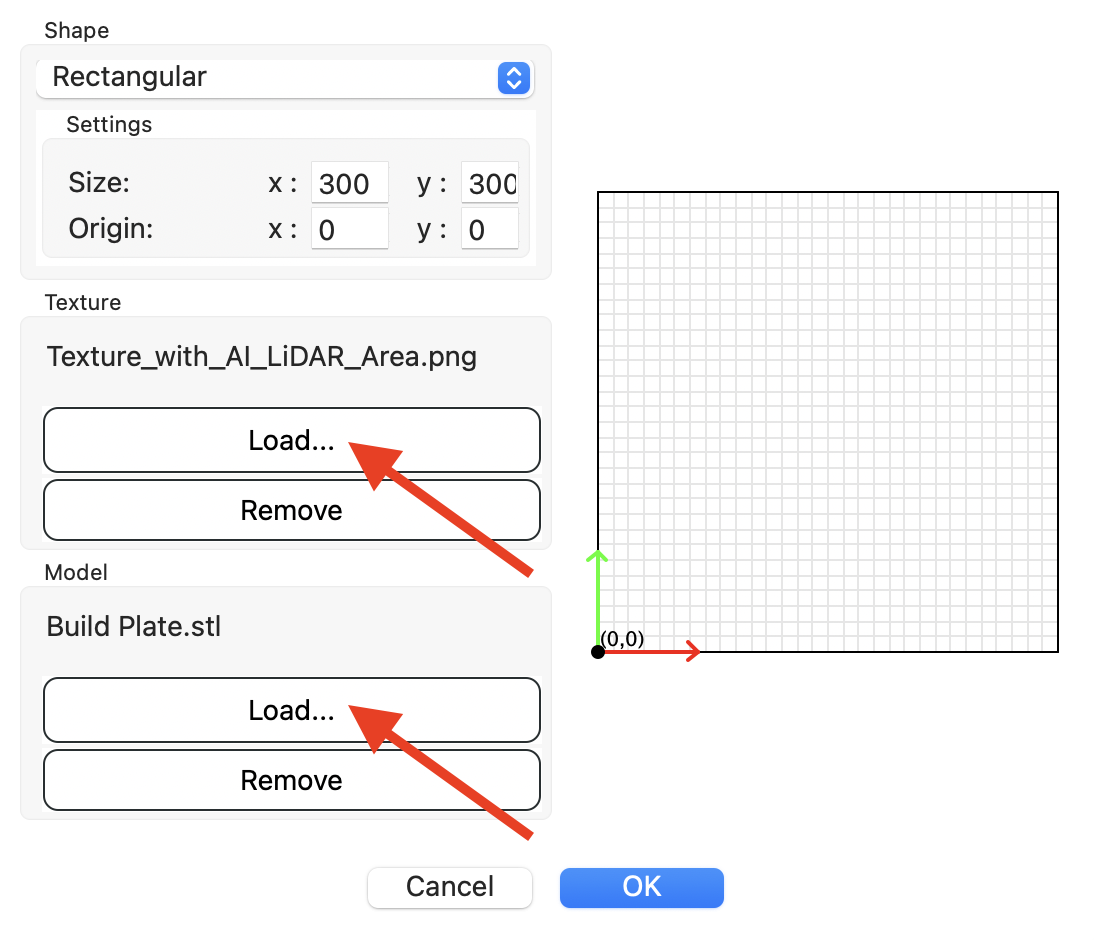 Shape
Rectangular
Settings
Size: x : 300 y : 300
Origin: x : 0 y : 0
Texture
Texture_with_AI_LiDAR_Area.png
Load...
Remove
Model
Build Plate.stl
Load...
Remove
(0,0)
Cancel OK